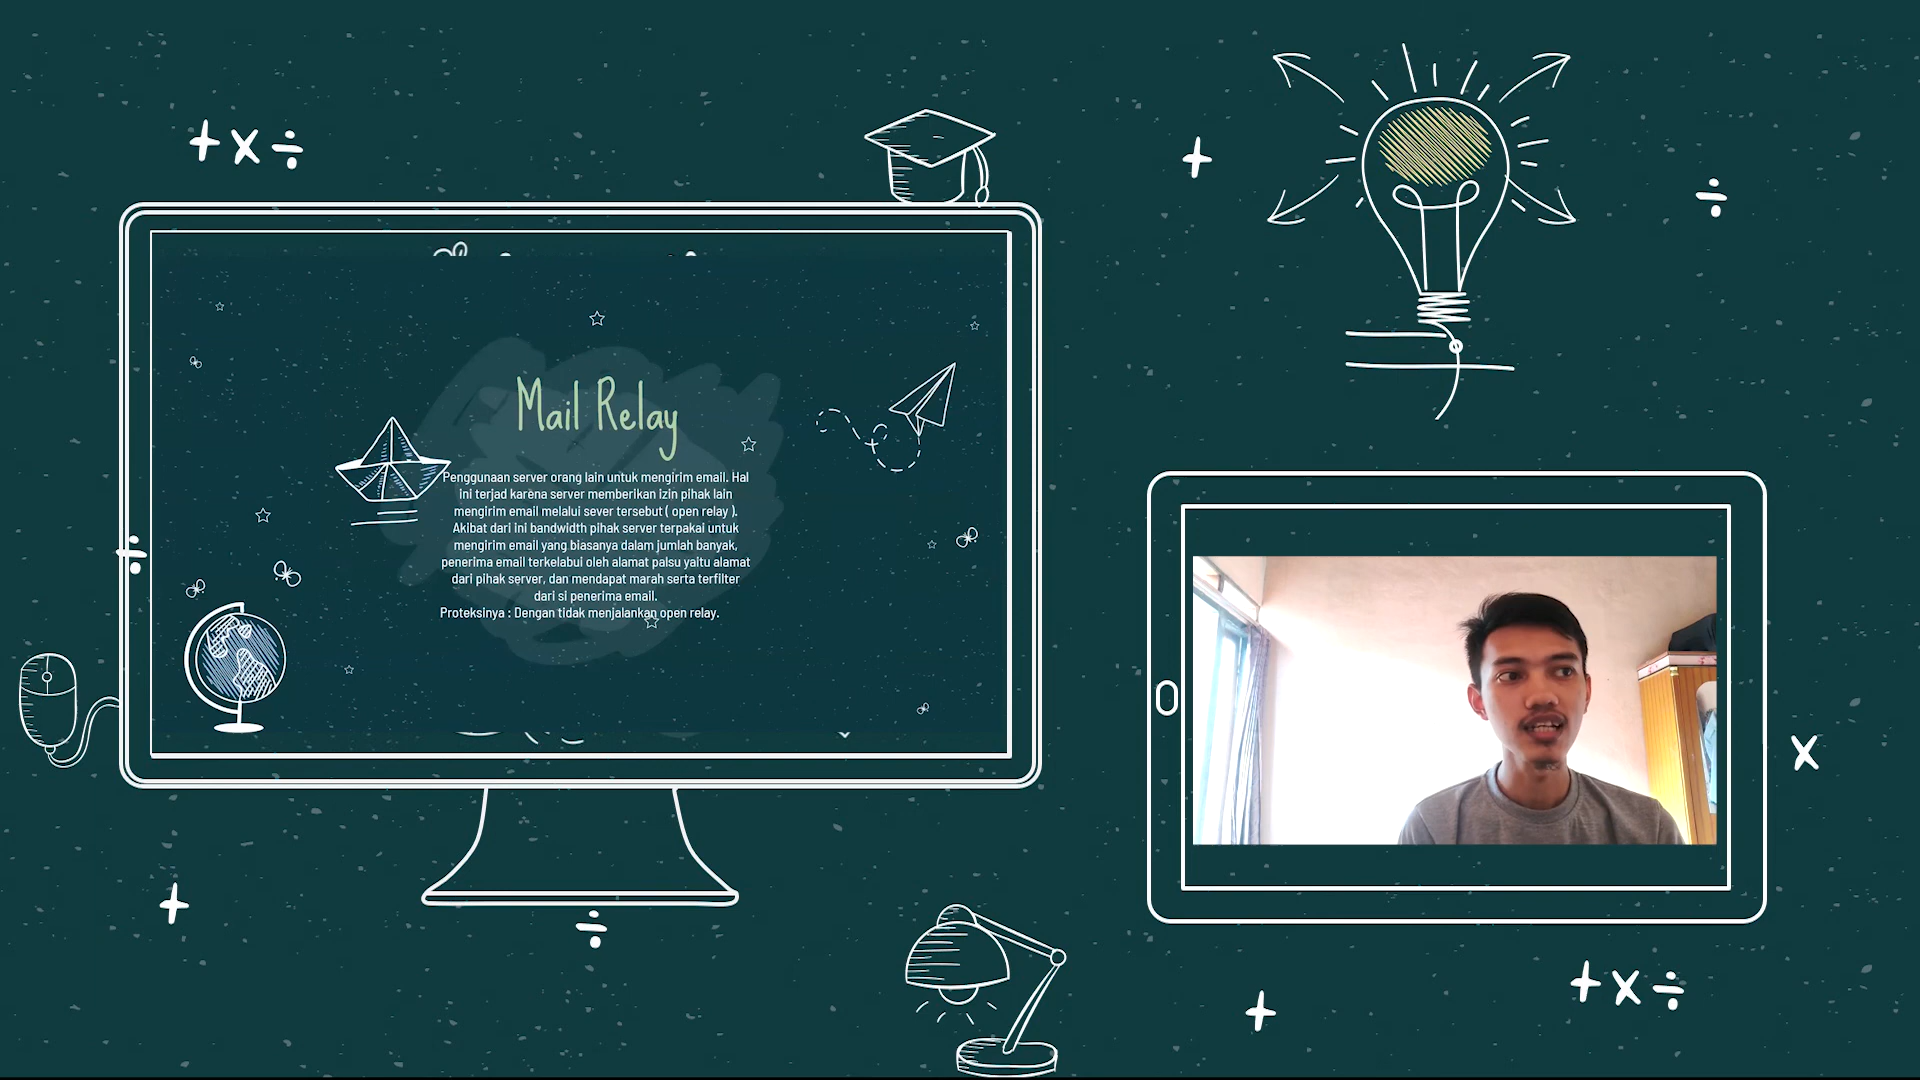 + x ÷
+
÷
Mail Relay
Penggunaan server orang lain untuk mengirim email. Hal
ini terjad karena server memberikan izin pihak lain
mengirim email melalui sever tersebut ( open relay ).
Akibat dari ini bandwidth pihak server terpakai untuk
mengirim email yang biasanya dalam jumlah banyak,
penerima email terkelabui oleh alamat palsu yaitu alamat
dari pihak server, dan mendapat marah serta terfilter
dari si penerima email.
Proteksinya : Dengan tidak menjalankan open relay.
÷
x
+
÷
+ x ÷
+